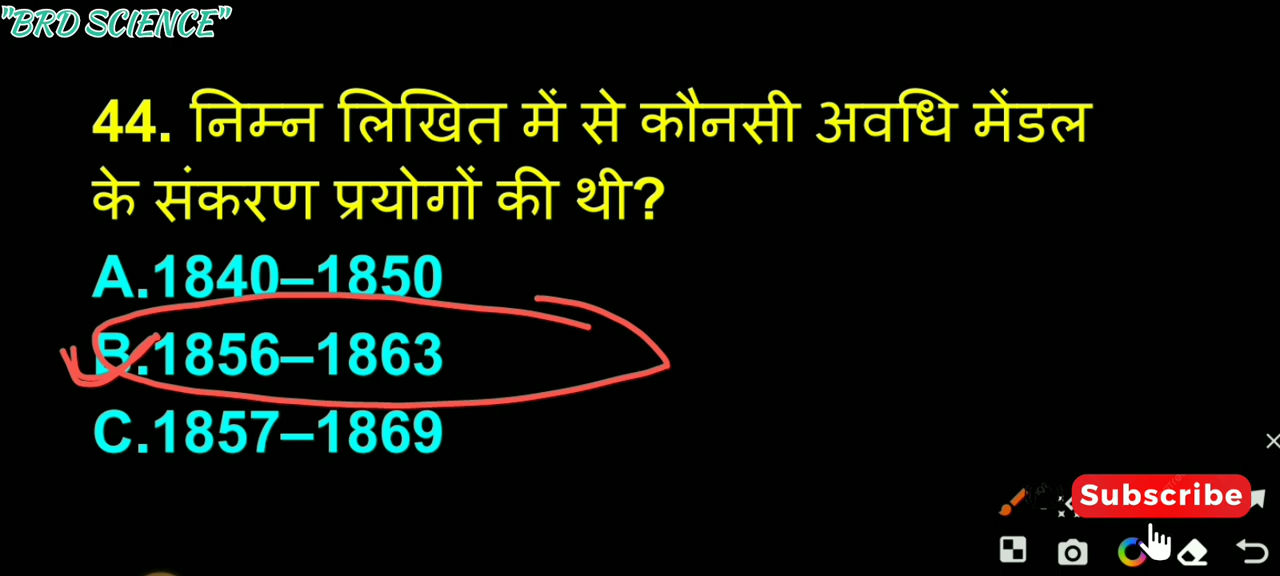 "BRD SCIENCE"
44. निम्न लिखित में से कौनसी अवधि मेंडल
के संकरण प्रयोगों की थी?
A.1840–1850
B.1856–1863
C.1857–1869
Subscribe